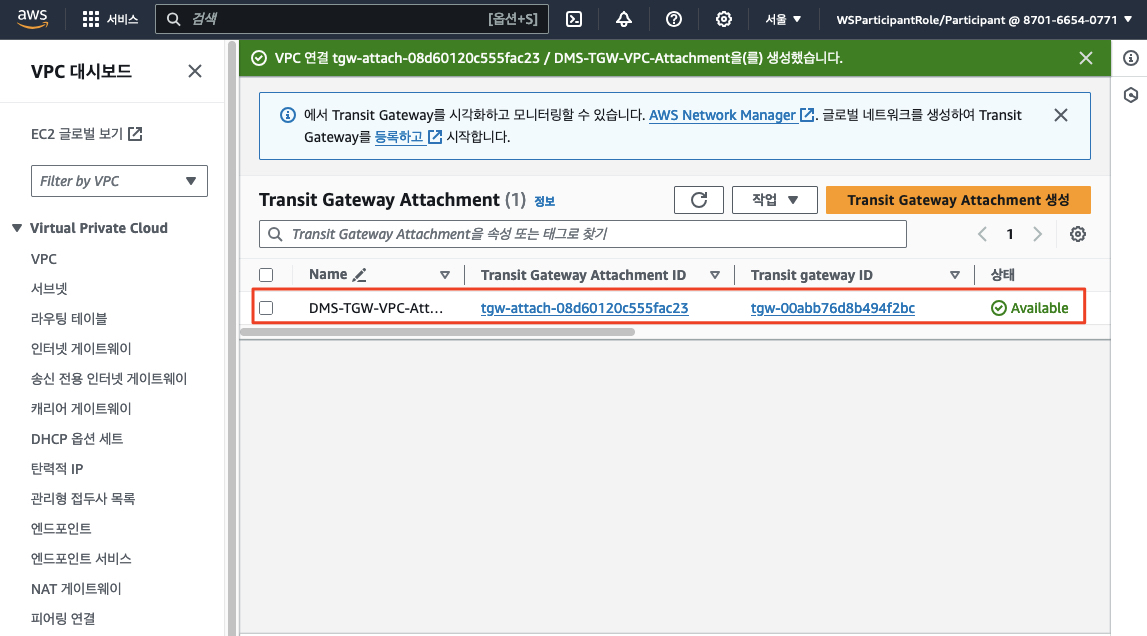 aws
서비스
검색
[옵션+S]
서울
WSParticipantRole/Participant @ 8701-6654-0771
VPC 대시보드
EC2 글로벌 보기
Filter by VPC
Virtual Private Cloud
VPC
서브넷
라우팅 테이블
인터넷 게이트웨이
송신 전용 인터넷 게이트웨이
캐리어 게이트웨이
DHCP 옵션 세트
탄력적 IP
관리형 접두사 목록
엔드포인트
엔드포인트 서비스
NAT 게이트웨이
피어링 연결
VPC 연결 tgw-attach-08d60120c555fac23 / DMS-TGW-VPC-Attachment을(를) 생성했습니다.
에서 Transit Gateway를 시각화하고 모니터링할 수 있습니다. AWS Network Manager. 글로벌 네트워크를 생성하여 Transit
Gateway를 등록하고 시작합니다.
Transit Gateway Attachment (1) 정보
작업
Transit Gateway Attachment 생성
Transit Gateway Attachment을 속성 또는 태그로 찾기
1
Name
Transit Gateway Attachment ID
Transit gateway ID
상태
DMS-TGW-VPC-Att…
tgw-attach-08d60120c555fac23
tgw-00abb76d8b494f2bc
Available